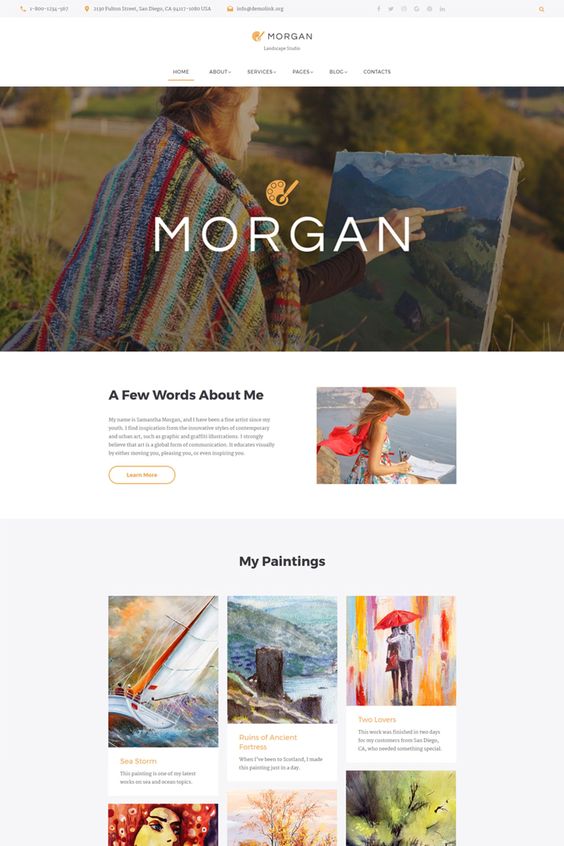 1-800-1234-567 2130 Fulton Street, San Diego, CA 94117-1080 USA info@demolink.org
MORGAN
Landscape Studio
HOME ABOUT SERVICES PAGES BLOG CONTACTS
MORGAN
A Few Words About Me
My name is Samantha Morgan, and I have been a fine artist since my
youth. I find inspiration from the innovative styles of contemporary
and urban art, such as graphic and graffiti illustrations. I strongly
believe that art is a global form of communication. It educates visually
by either moving you, pleasing you, or even inspiring you.
Learn More
My Paintings
Sea Storm
This painting is one of my latest
works on sea and ocean topics.
Ruins of Ancient
Fortress
When I've been to Scotland, I made
this painting just in a day.
Two Lovers
This work was finished in two days
for my customers from San Diego,
CA, who needed something special.